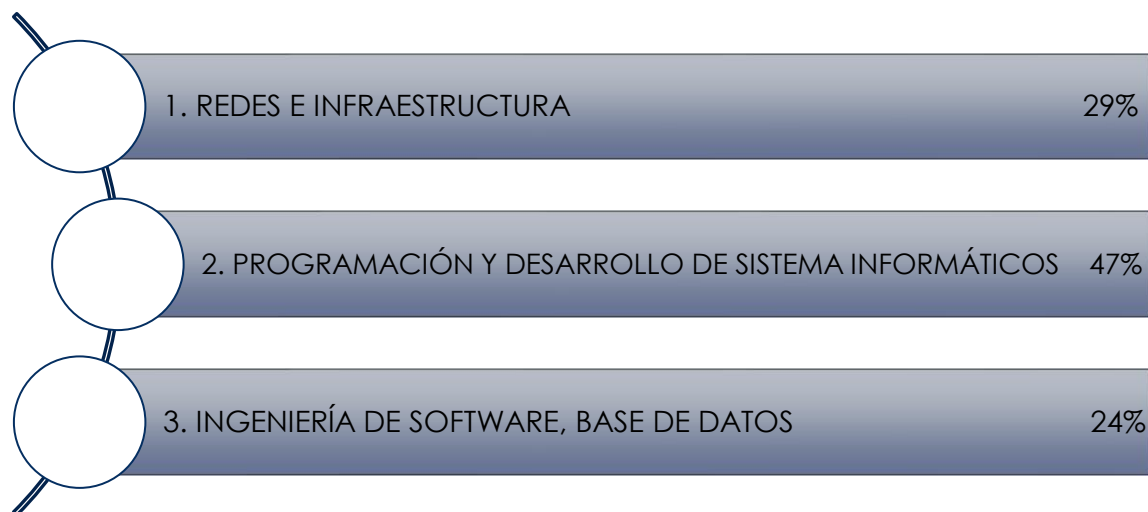 1. REDES E INFRAESTRUCTURA 29%
2. PROGRAMACIÓN Y DESARROLLO DE SISTEMA INFORMÁTICOS 47%
3. INGENIERÍA DE SOFTWARE, BASE DE DATOS 24%